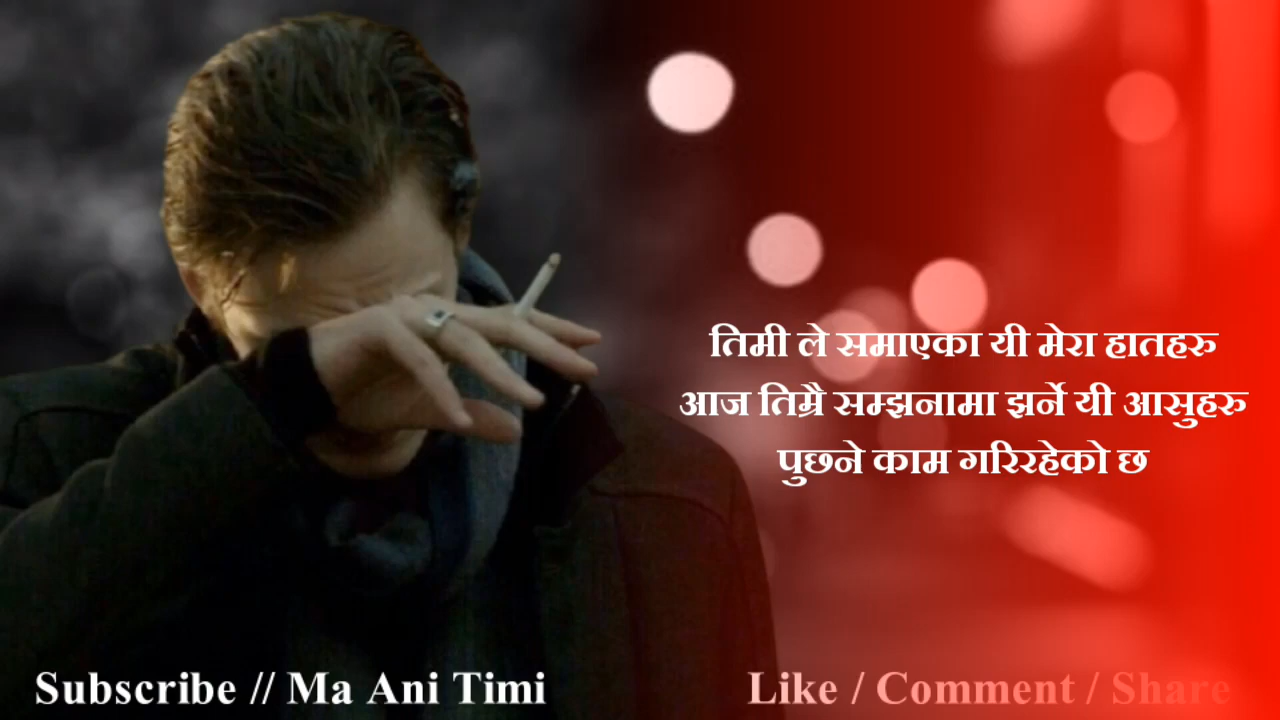 तिमी ले समाएका यी मेरा हातहरु
आज तिम्रै सम्झनामा झर्ने यी आसुहरु
पुछ्ने काम गरिरहेको छ
Subscribe // Ma Ani Timi
Like / Comment / Share